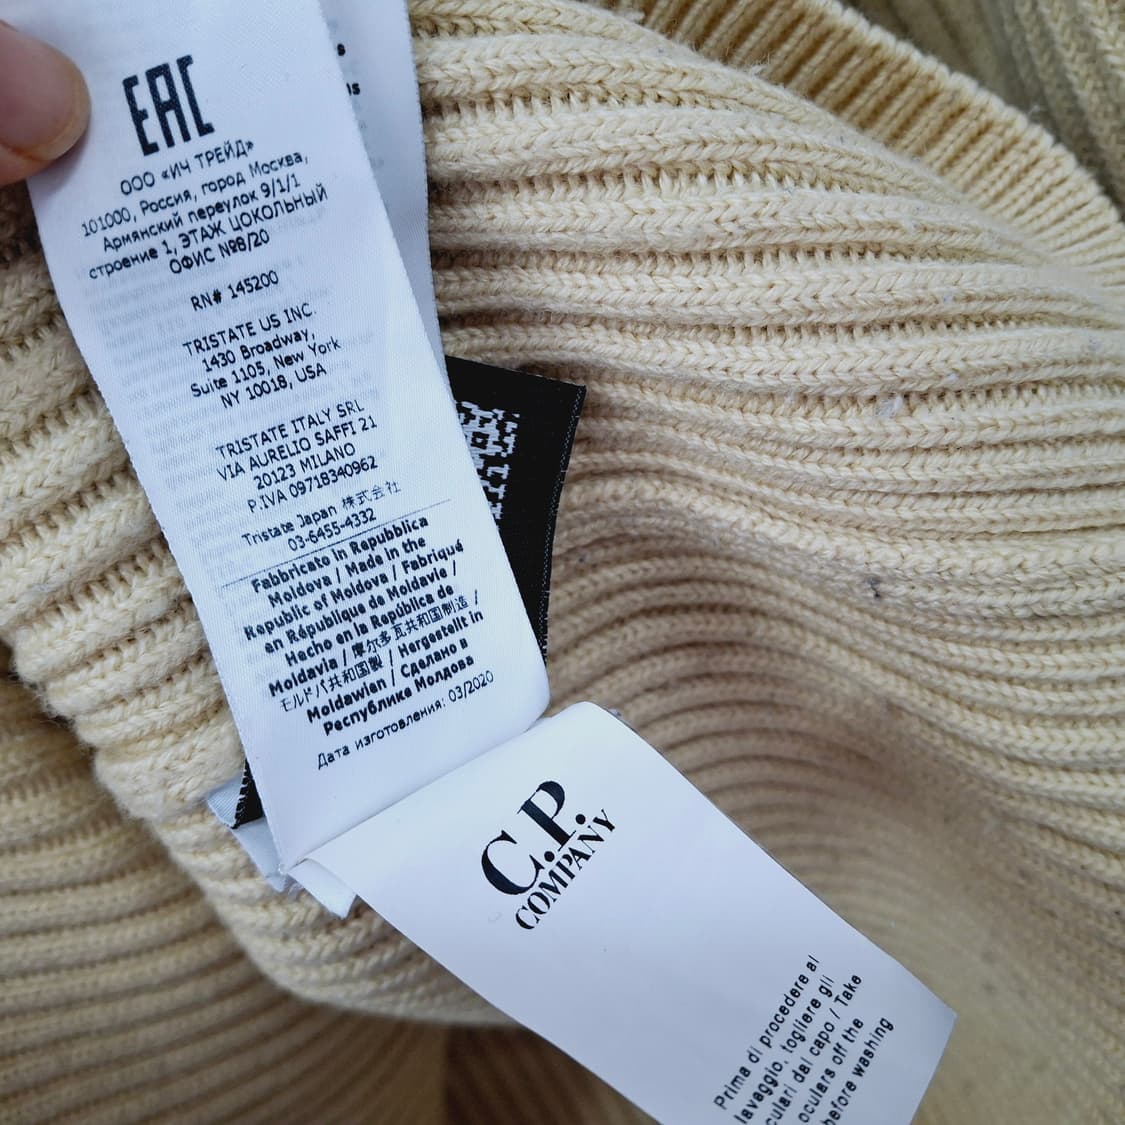 EAC
ООО «ИЧ ТРЕЙД»
101000, Россия, город Москва,
Армянский переулок 9/1/1
строение 1, ЭТАЖ ЦОКОЛЬНЫЙ
ОФИС №8/20
RN# 145200
TRISTATE US INC.
1430 Broadway,
Suite 1105, New York
NY 10018, USA
TRISTATE ITALY SRL
VIA AURELIO SAFFI 21
20123 MILANO
P.IVA 09718340962
Tristate Japan 株式会社
03-6455-4332
Fabbricato in Repubblica
Moldova / Made in the
Republic of Moldova / Fabriqué
en République de Moldavie /
Hecho en la República de
Moldavia / 摩尔多瓦共和国制造 /
モルドバ共和国製 / Hergestellt in
Moldawien / Сделано в
Республике Молдова
Дата изготовления: 03/2020
C.P.
COMPANY
Prima di procedere al
lavaggio, togliere gli
culari dal capo / Take
oculars off the
before washing